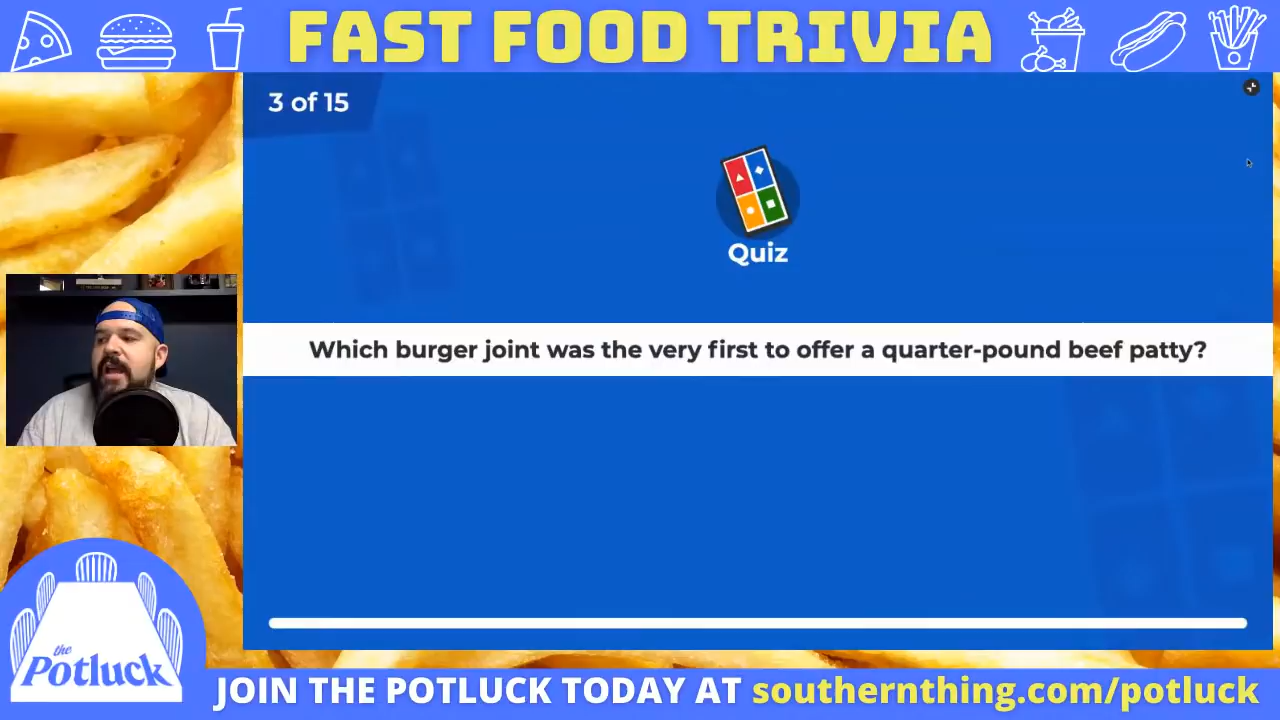 FAST FOOD TRIVIA
3 of 15
Quiz
Which burger joint was the very first to offer a quarter-pound beef patty?
the
Potluck
JOIN THE POTLUCK TODAY AT southernthing.com/potluck